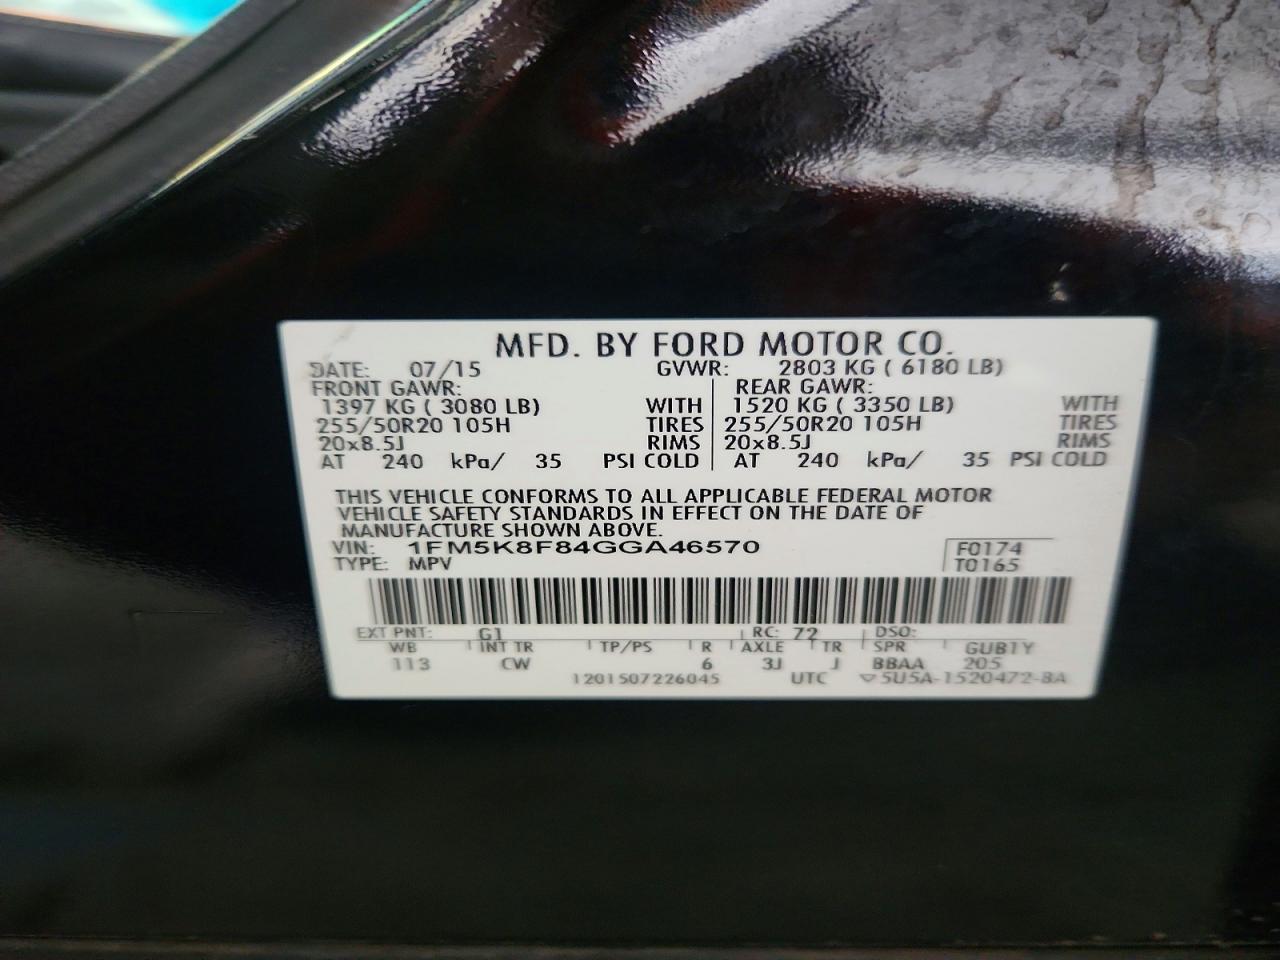 MFD. BY FORD MOTOR CO.
DATE: 07/15 GVWR: 2803 KG ( 6180 LB)
FRONT GAWR: REAR GAWR:
1397 KG ( 3080 LB) WITH 1520 KG ( 3350 LB) WITH
255/50R20 105H TIRES 255/50R20 105H TIRES
20x8.5J RIMS 20x8.5J RIMS
AT 240 kPa/ 35 PSI COLD AT 240 kPa/ 35 PSI COLD
THIS VEHICLE CONFORMS TO ALL APPLICABLE FEDERAL MOTOR
VEHICLE SAFETY STANDARDS IN EFFECT ON THE DATE OF
MANUFACTURE SHOWN ABOVE.
VIN: 1FM5K8F84GGA46570 F0174
TYPE: MPV T0165
EXT PNT: G1 RC: 72 DSO:
WB INT TR TP/PS R AXLE TR SPR GUB1Y
113 CW 6 3J J BBAA 205
1201507226045 UTC ▽5U5A-1520472-BA